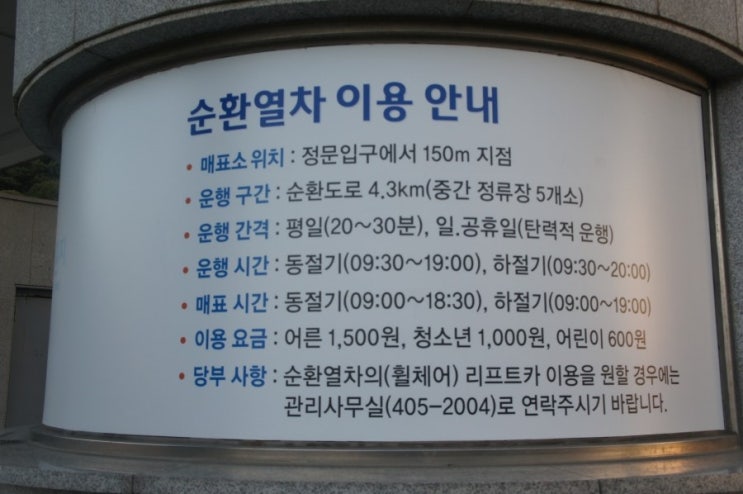 순환열차 이용 안내
• 매표소 위치 : 정문입구에서 150m 지점
• 운행 구간 : 순환도로 4.3km(중간 정류장 5개소)
• 운행 간격 : 평일(20~30분), 일.공휴일(탄력적 운행)
• 운행 시간 : 동절기(09:30~19:00), 하절기(09:30~20:00)
• 매표 시간 : 동절기(09:00~18:30), 하절기(09:00~19:00)
• 이용 요금 : 어른 1,500원, 청소년 1,000원, 어린이 600원
• 당부 사항 : 순환열차의(휠체어) 리프트카 이용을 원할 경우에는
관리사무실(405-2004)로 연락주시기 바랍니다.